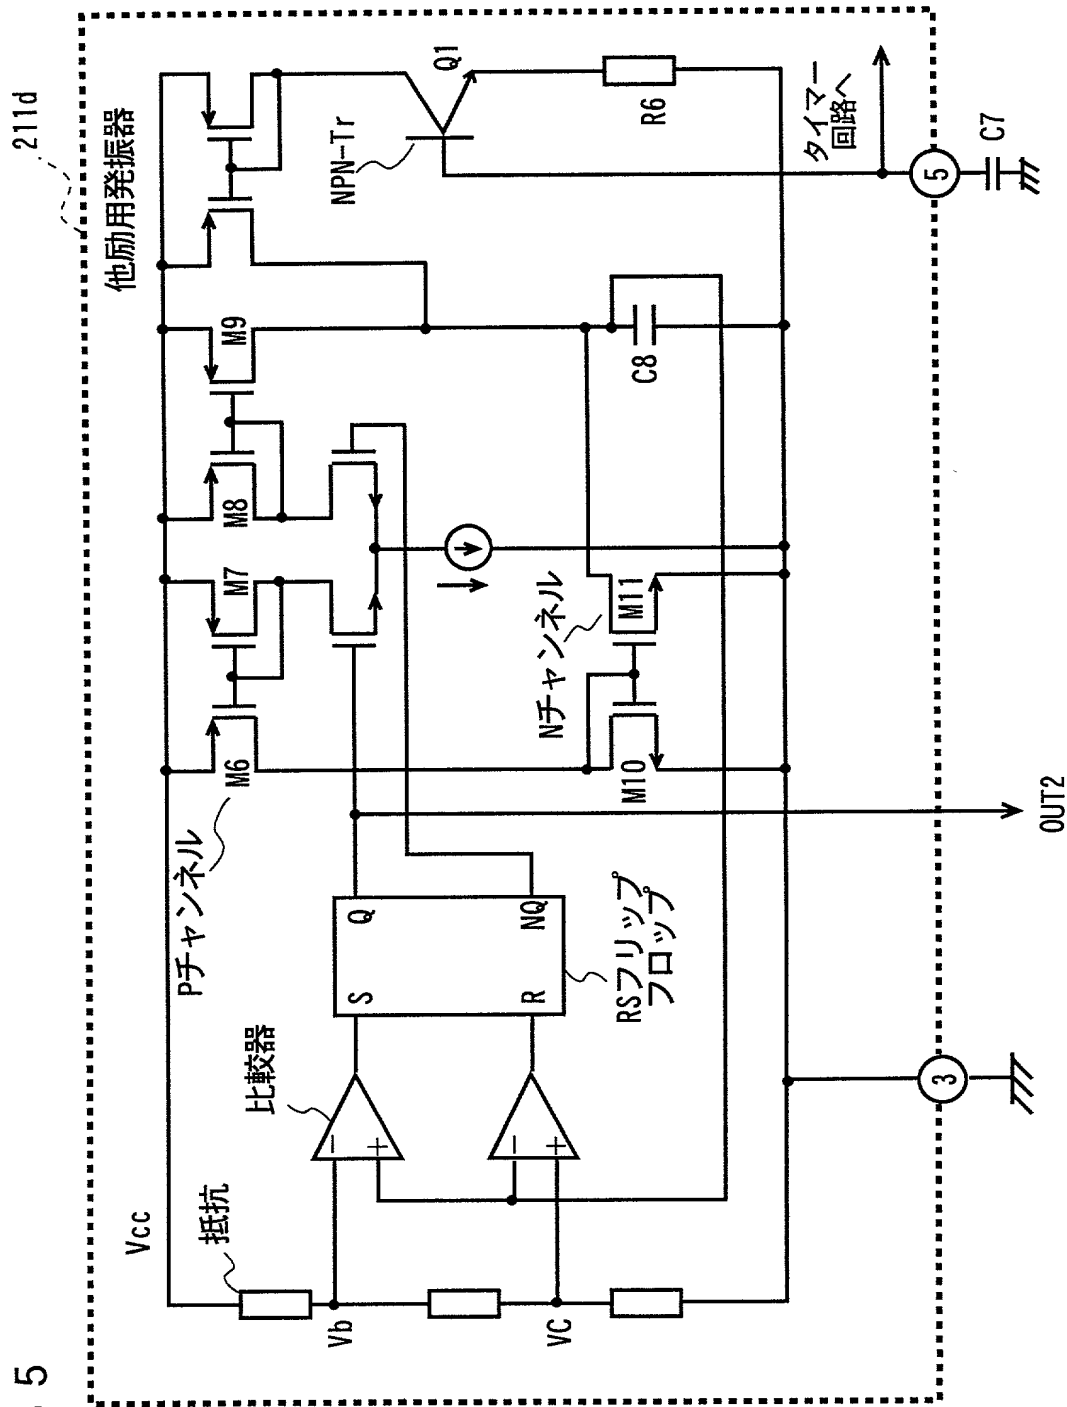 5
211d
他励用発振器
Vcc
抵抗
Vb
VC
比較器
－
＋
－
＋
S
R
Q
NQ
RSフリップ
フロップ
Pチャンネル
M6
M7
M8
M9
Nチャンネル
M10
M11
C8
NPN-Tr
Q1
R6
タイマー
回路へ
5
C7
3
OUT2